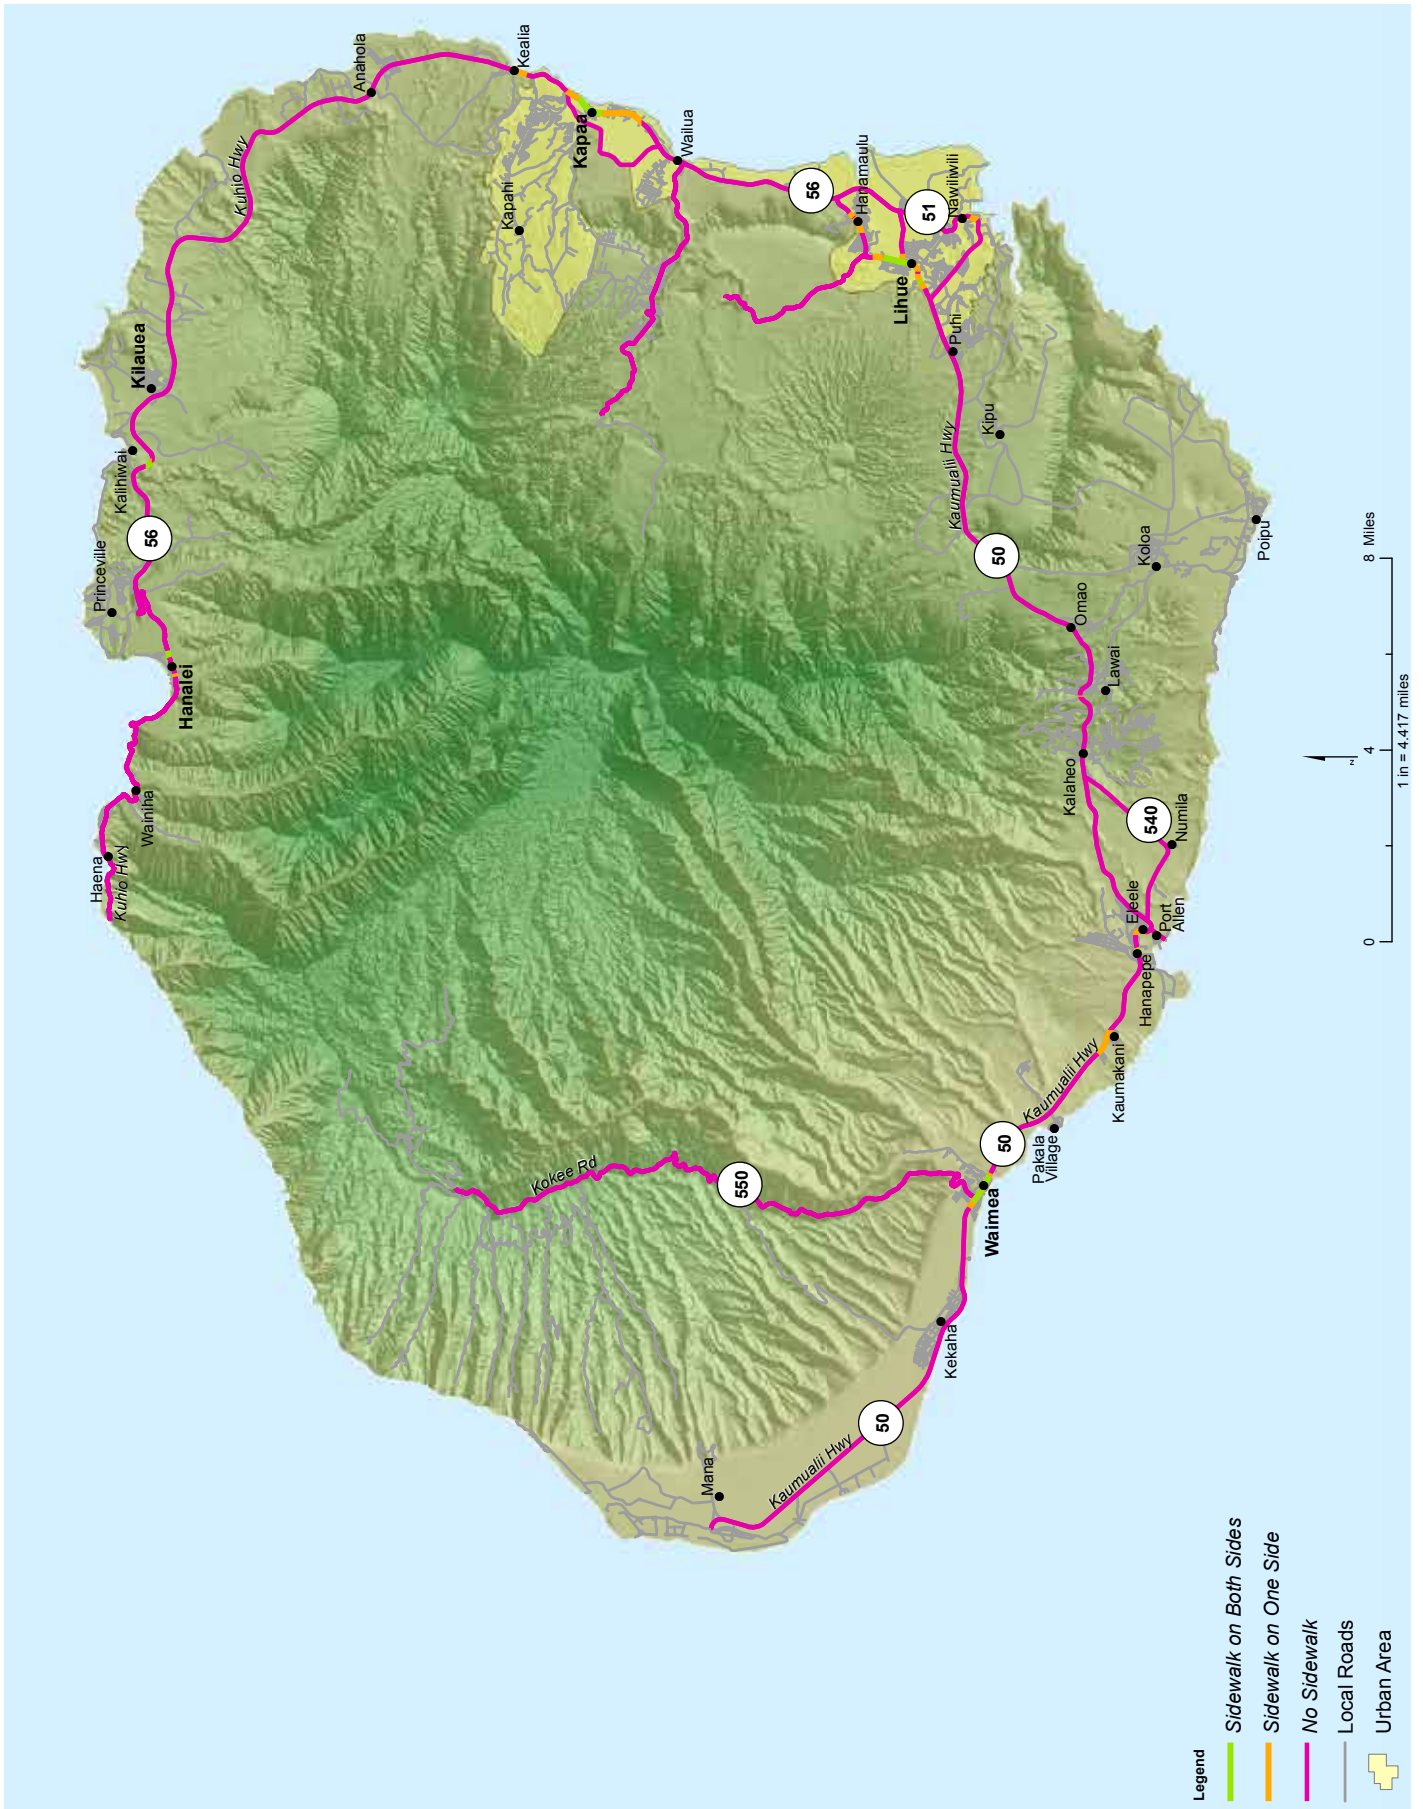 Haena
Kuhio Hwy
Wainiha
Hanalei
Princeville
56
Kalihiwai
Kilauea
Kuhio Hwy
Anahola
Kealia
Kapaa
Kapahi
Wailua
56
Hanamaulu
51
Nawiliwili
Lihue
Puhi
Kipu
Kaumualii Hwy
50
Koloa
Poipu
Omao
Lawai
Kalaheo
540
Numila
Eleele
Port
Allen
Hanapepe
Kaumakani
Kaumualii Hwy
50
Pakala
Village
Waimea
550
Kokee Rd
Kekaha
50
Kaumualii Hwy
Mana
Legend
Sidewalk on Both Sides
Sidewalk on One Side
No Sidewalk
Local Roads
Urban Area
0
4
8 Miles
1 in = 4.417 miles
z